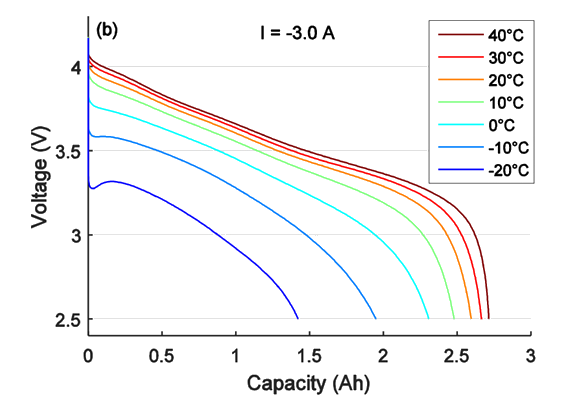 (b)
I = -3.0 A
40°C
30°C
20°C
10°C
0°C
-10°C
-20°C
Voltage (V)
4
3.5
3
2.5
0
0.5
1
1.5
2
2.5
3
Capacity (Ah)